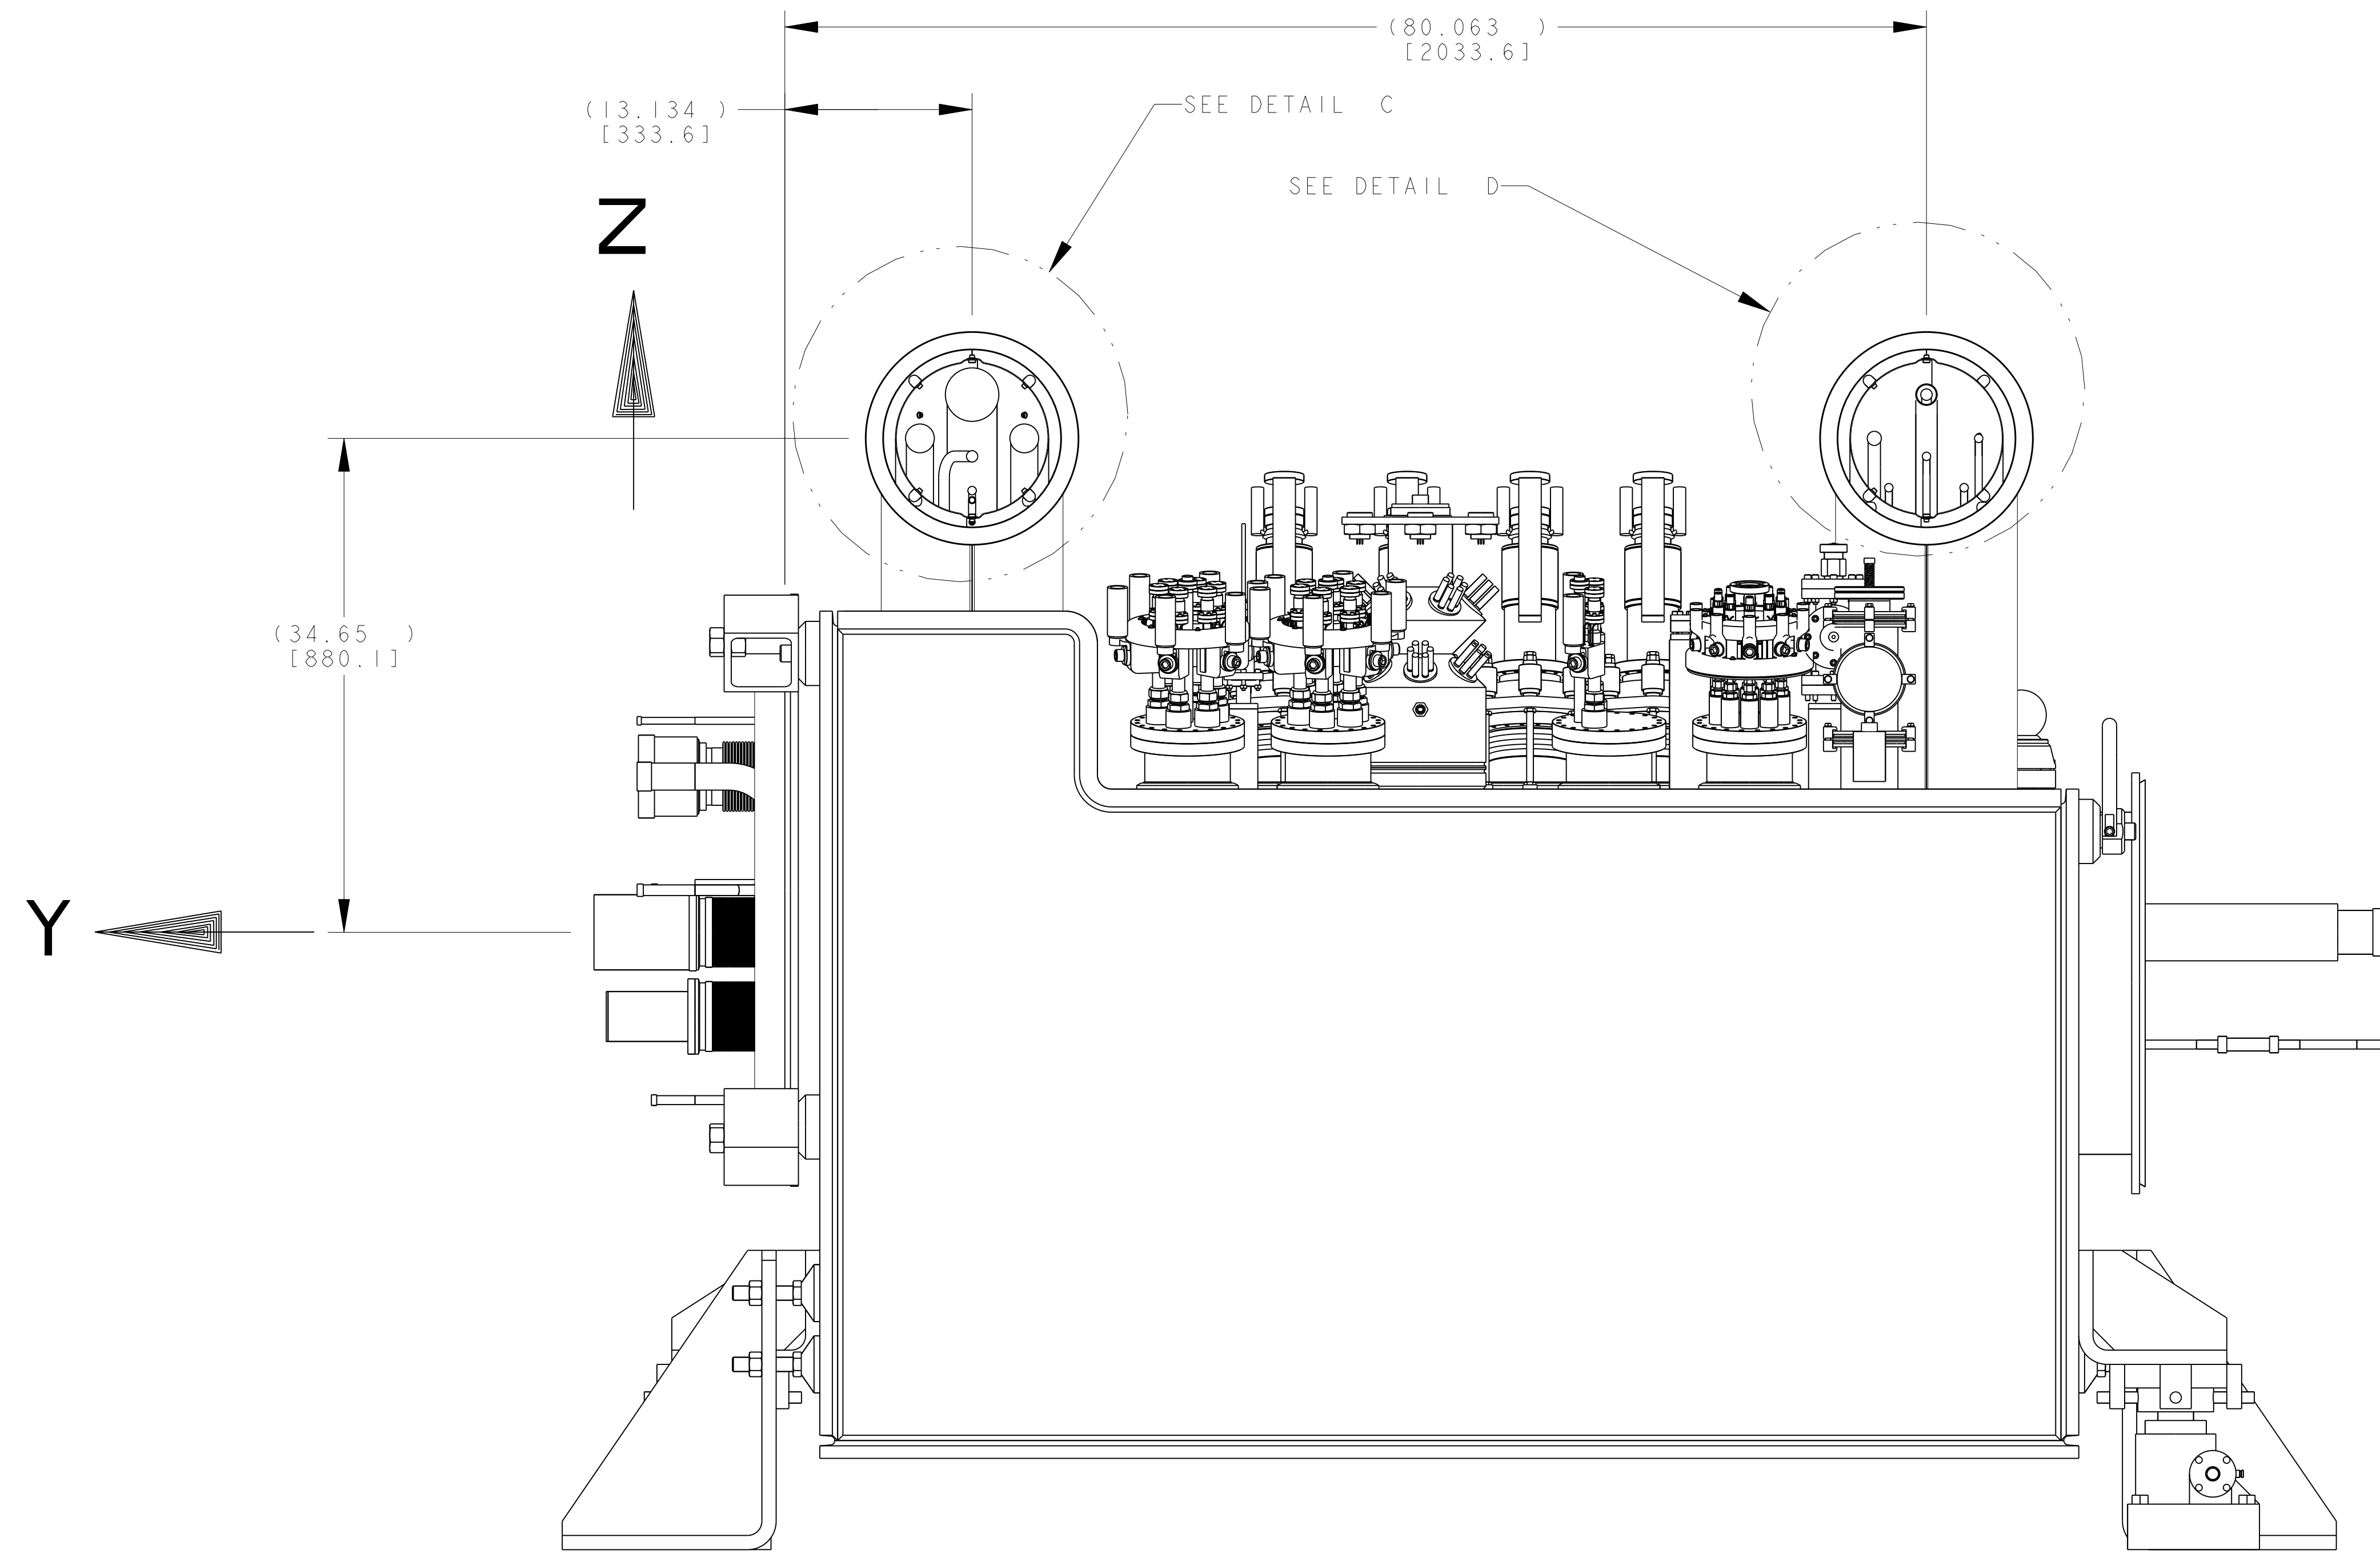 (80.063 )
[2033.6]
(13.134 )
[333.6]
SEE DETAIL C
SEE DETAIL D
Z
(34.65 )
[880.1]
Y